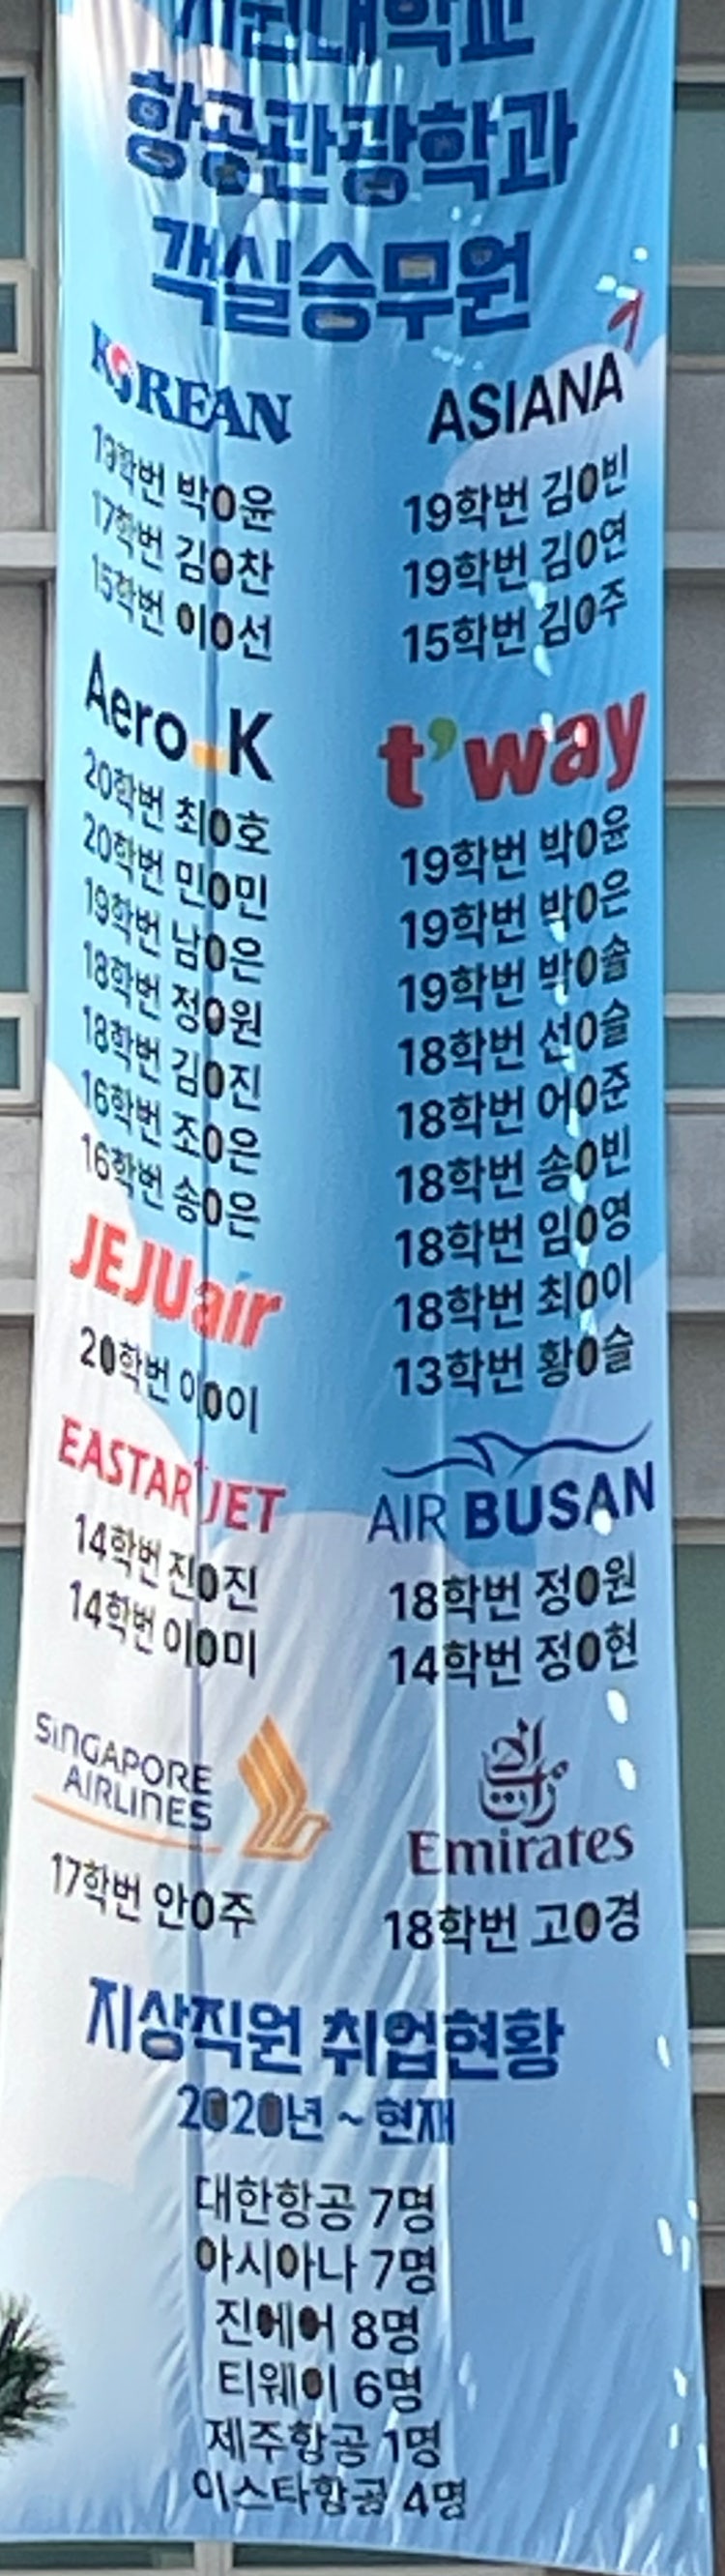 항공관광학과
객실승무원
KOREAN
19학번 박0윤
17학번 김0찬
15학번 이0선
ASIANA
19학번 김0빈
19학번 김0연
15학번 김0주
Aero_K
20학번 최0호
20학번 민0민
19학번 남0은
18학번 정0원
18학번 김0진
16학번 조0은
16학번 송0은
t'way
19학번 박0윤
19학번 박0은
19학번 박0솔
18학번 선0슬
18학번 어0준
18학번 송0빈
18학번 임0영
18학번 최0이
13학번 황0슬
JEJUair
20학번 이0이
EASTAR JET
14학번 진0진
14학번 이0미
AIR BUSAN
18학번 정0원
14학번 정0현
SINGAPORE
AIRLINES
17학번 안0주
Emirates
18학번 고0경
지상직원 취업현황
2020년 ~ 현재
대한항공 7명
아시아나 7명
진에어 8명
티웨이 6명
제주항공 1명
이스타항공 4명